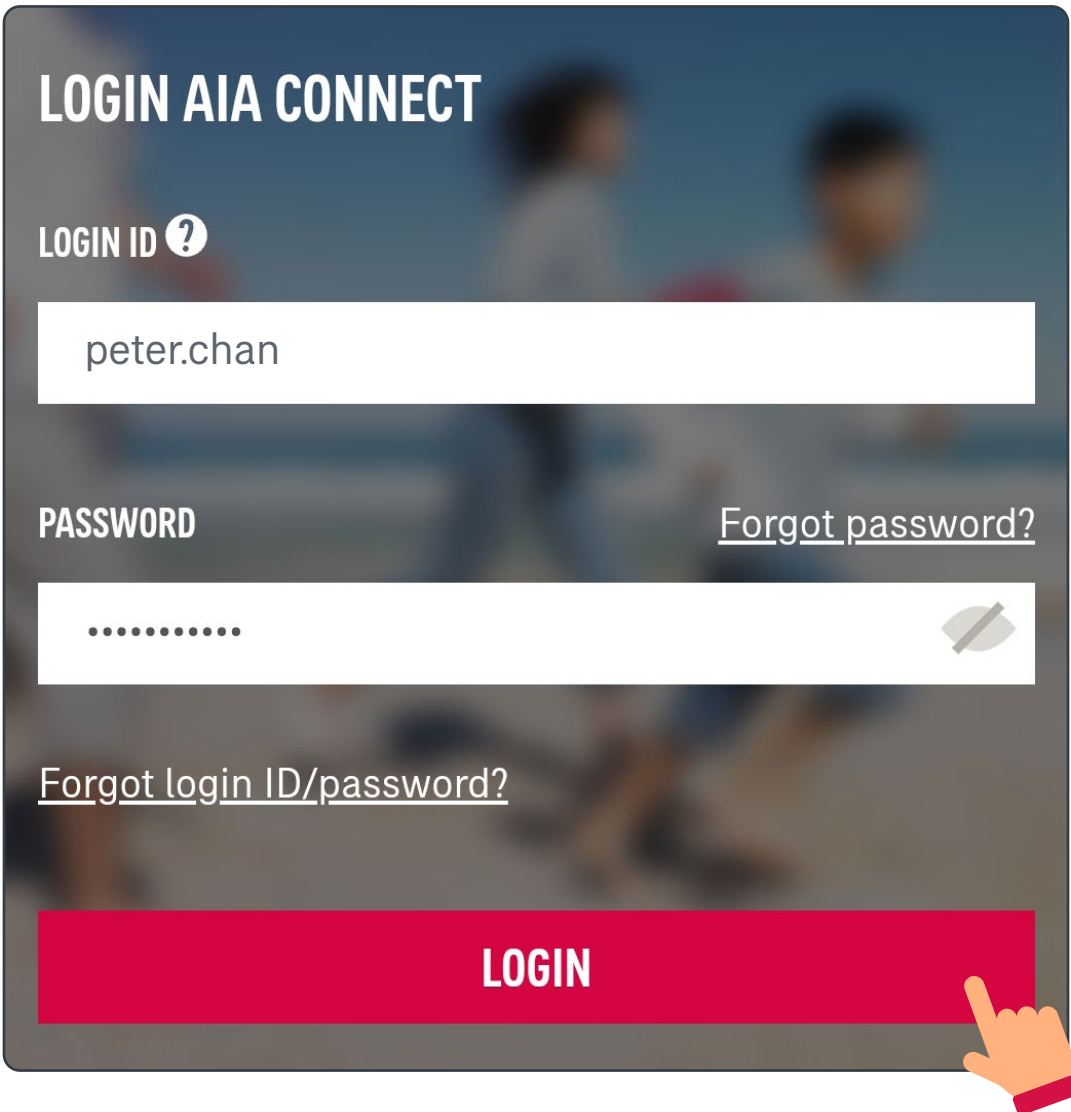 LOGIN AIA CONNECT
LOGIN ID ?
peter.chan
PASSWORD Forgot password?
•••••••••••
Forgot login ID/password?
LOGIN